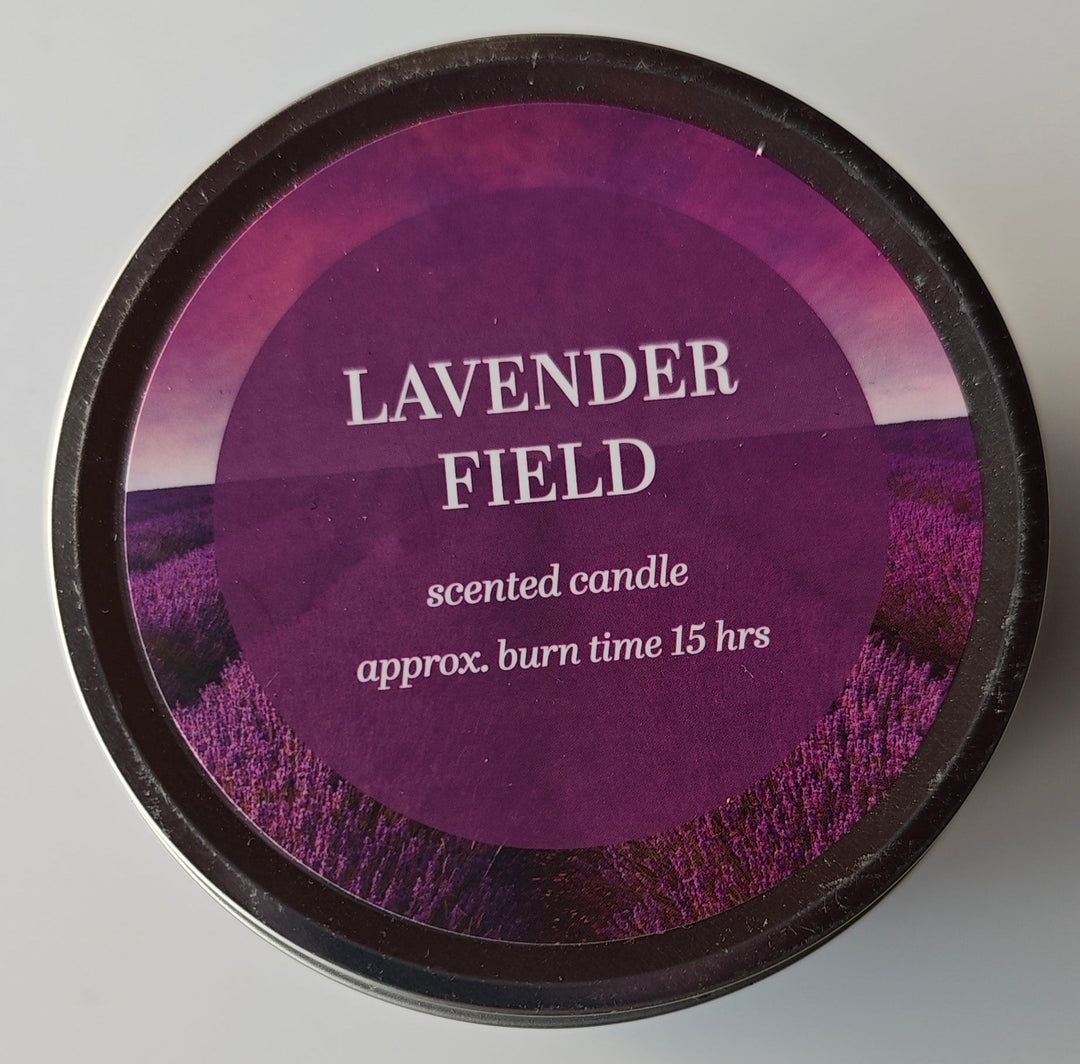 LAVENDER
FIELD
scented candle
approx. burn time 15 hrs